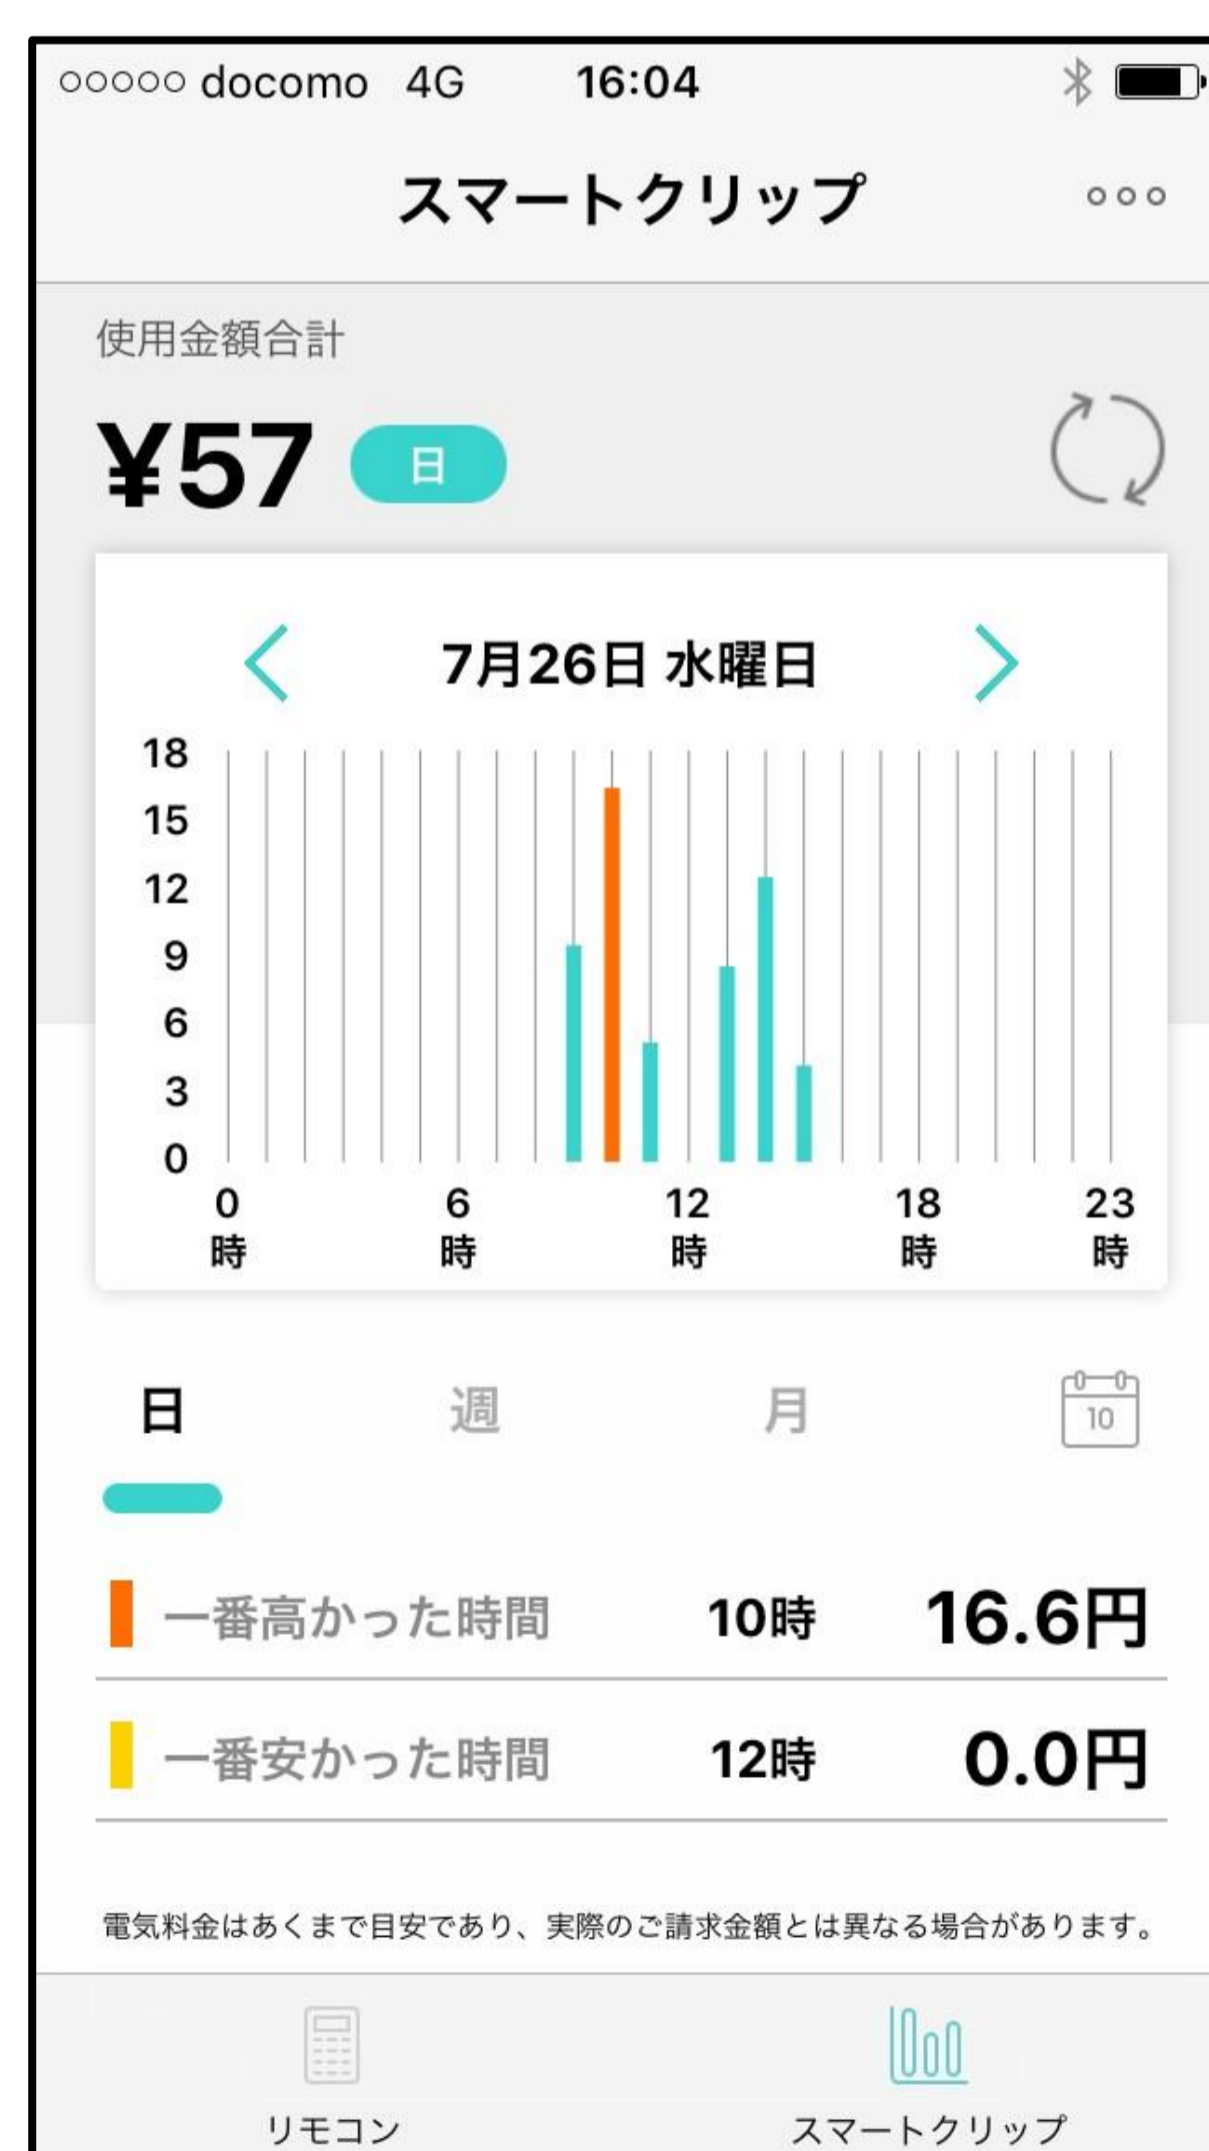 docomo 4G 16:04
スマートクリップ
使用金額合計
¥57 日
7月26日 水曜日
18
15
12
9
6
3
0
0時 6時 12時 18時 23時
日 週 月 10
一番高かった時間 10時 16.6円
一番安かった時間 12時 0.0円
電気料金はあくまで目安であり、実際のご請求金額とは異なる場合があります。
リモコン スマートクリップ